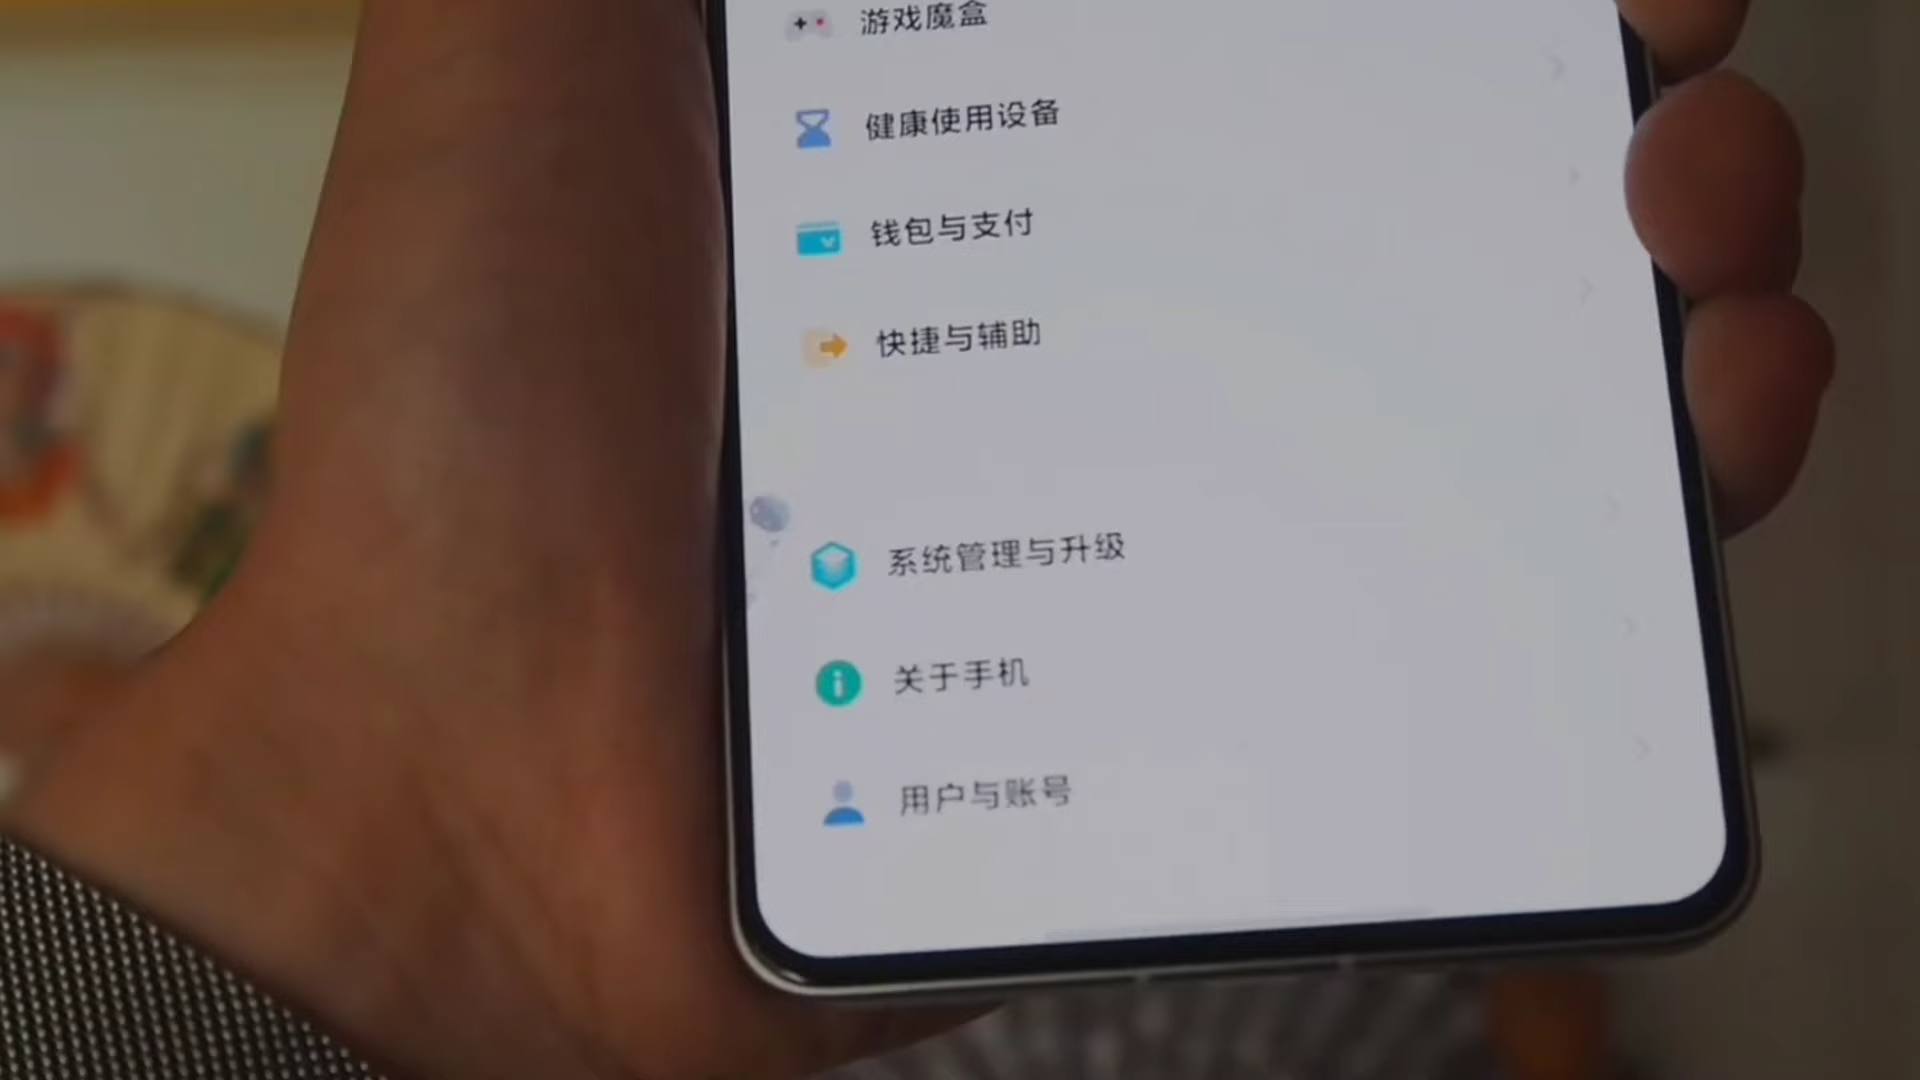 游戏魔盒
健康使用设备
钱包与支付
快捷与辅助
系统管理与升级
关于手机
用户与账号